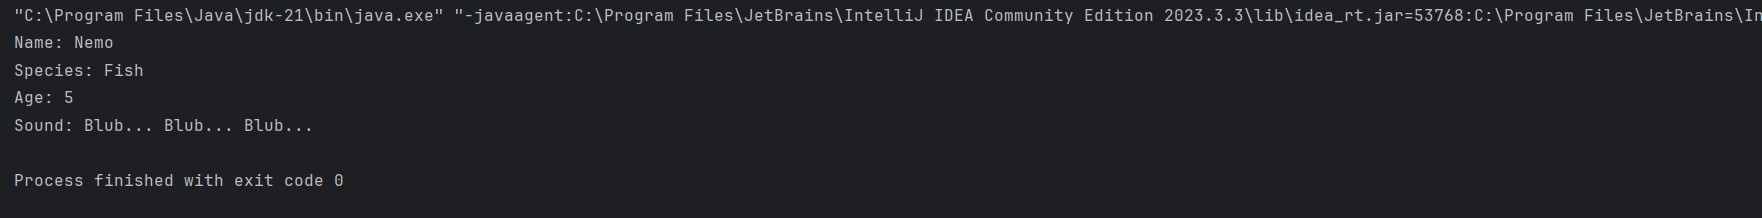 "C:\Program Files\Java\jdk-21\bin\java.exe" "-javaagent:C:\Program Files\JetBrains\IntelliJ IDEA Community Edition 2023.3.3\lib\idea_rt.jar=53768:C:\Program Files\JetBrains\In
Name: Nemo
Species: Fish
Age: 5
Sound: Blub... Blub... Blub...
Process finished with exit code 0